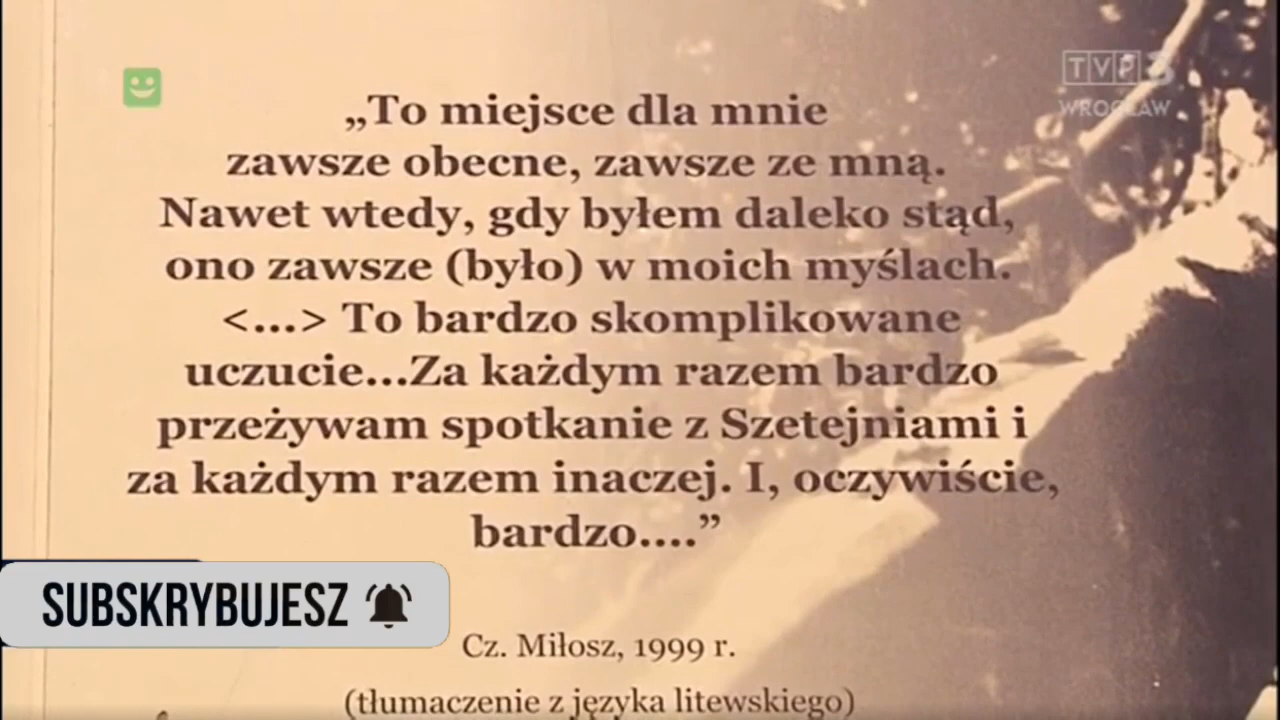 TVP3
WROCŁAW
„To miejsce dla mnie
zawsze obecne, zawsze ze mną.
Nawet wtedy, gdy byłem daleko stąd,
ono zawsze (było) w moich myślach.
<...> To bardzo skomplikowane
uczucie...Za każdym razem bardzo
przeżywam spotkanie z Szetejniami i
za każdym razem inaczej. I, oczywiście,
bardzo....”
SUBSKRYBUJESZ
Cz. Miłosz, 1999 r.
(tłumaczenie z języka litewskiego)